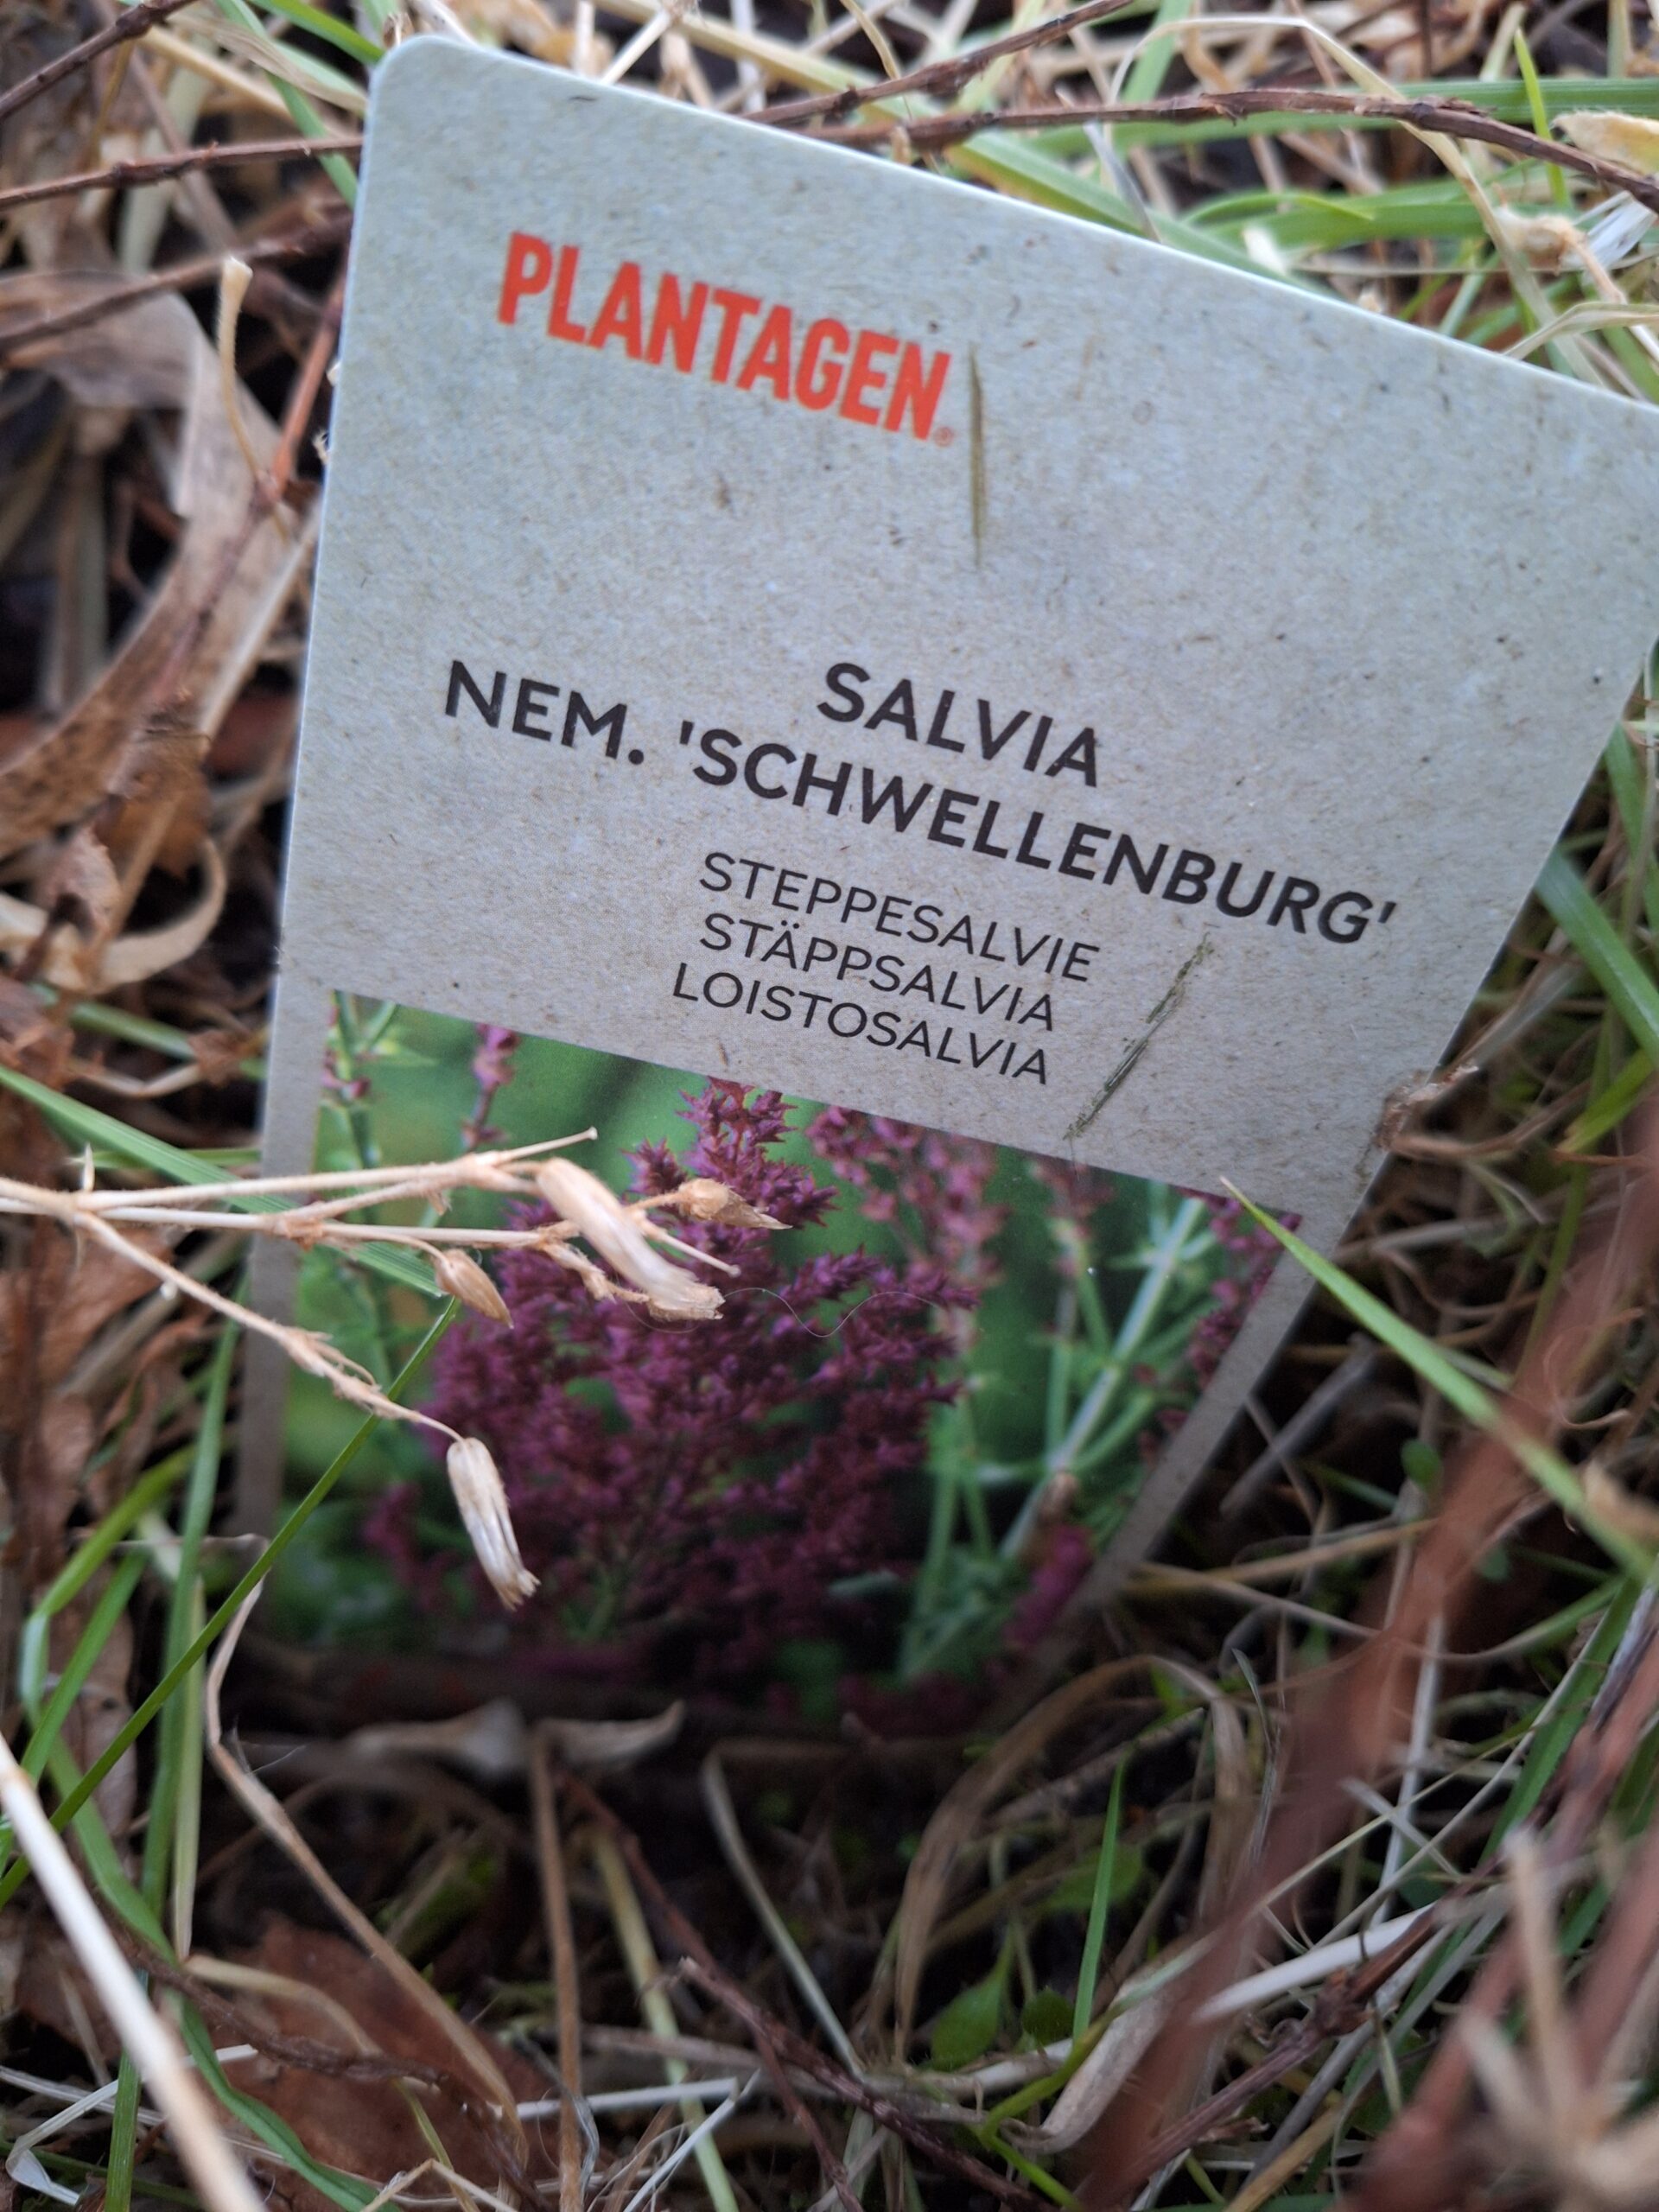 PLANTAGEN®
SALVIA
NEM. 'SCHWELLENBURG'
STEPPESALVIE
STÄPPSALVIA
LOISTOSALVIA